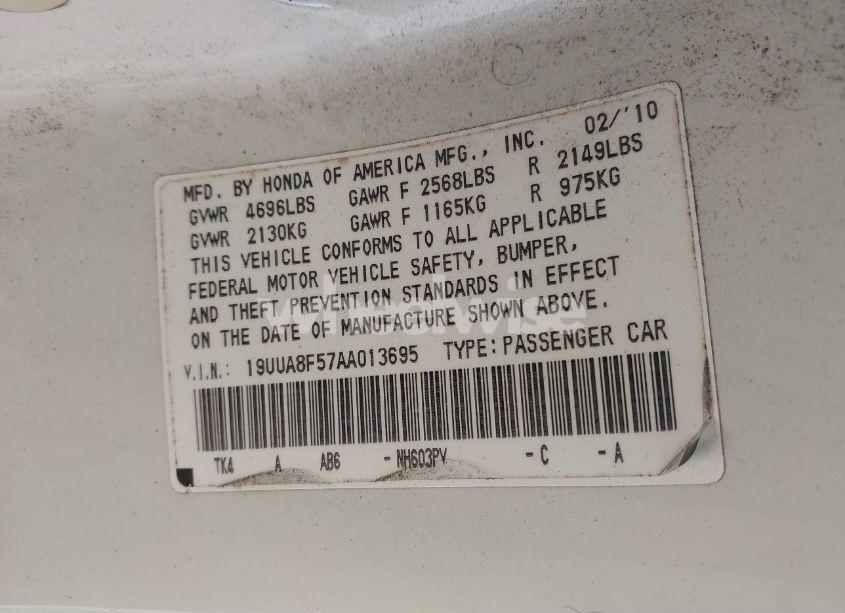 MFD. BY HONDA OF AMERICA MFG., INC. 02/'10
GVWR 4696LBS GAWR F 2568LBS R 2149LBS
GVWR 2130KG GAWR F 1165KG R 975KG
THIS VEHICLE CONFORMS TO ALL APPLICABLE
FEDERAL MOTOR VEHICLE SAFETY, BUMPER,
AND THEFT PREVENTION STANDARDS IN EFFECT
ON THE DATE OF MANUFACTURE SHOWN ABOVE.
V.I.N.: 19UUA8F57AA013695 TYPE: PASSENGER CAR
TK4 A AB6 - NH603PV - C - A
wheelwise